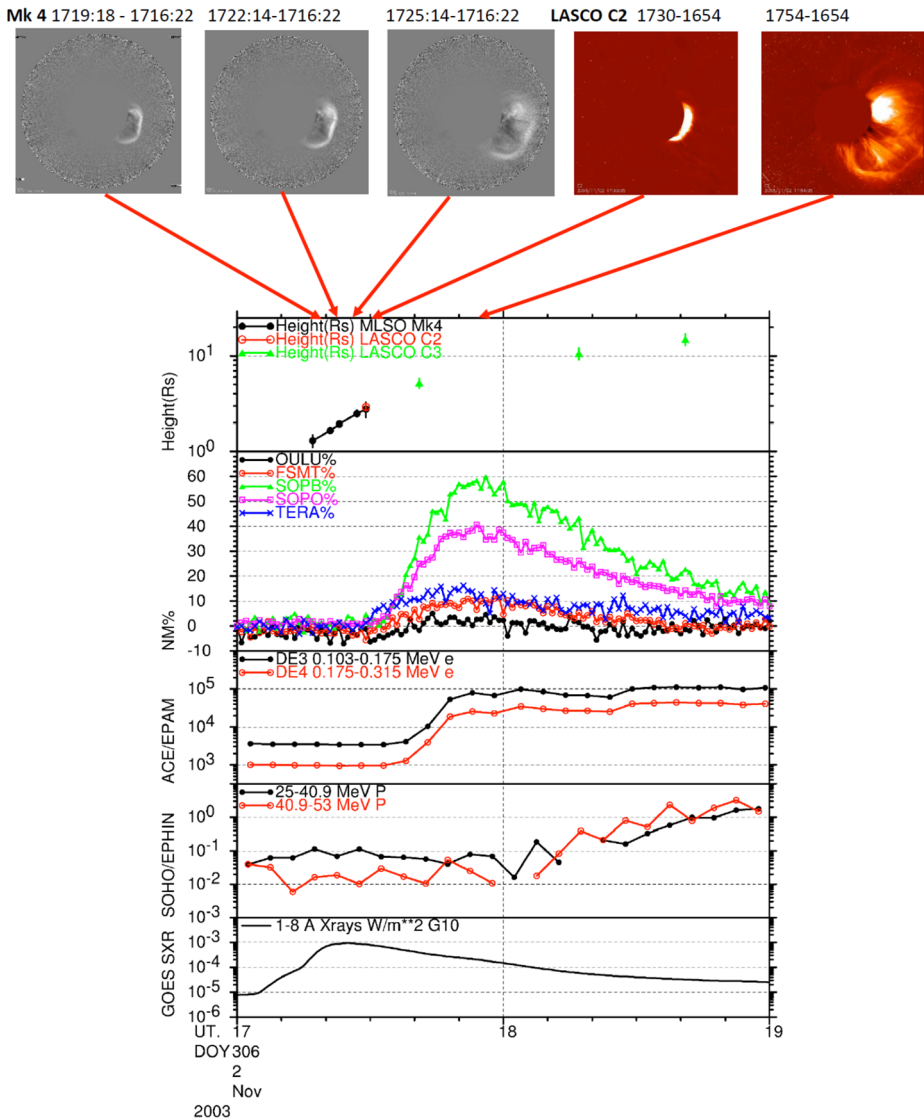 Mk 4 1719:18 - 1716:22 1722:14-1716:22 1725:14-1716:22 LASCO C2 1730-1654 1754-1654
Height(Rs) MLSO Mk4
Height(Rs) LASCO C2
Height(Rs) LASCO C3
10^1
10^0
Height(Rs)
OULU%
FSMT%
SOPB%
SOPO%
TERA%
60
50
40
30
20
10
0
-10
NM%
DE3 0.103-0.175 MeV e
DE4 0.175-0.315 MeV e
10^5
10^4
10^3
ACE/EPAM
25-40.9 MeV P
40.9-53 MeV P
10^0
10^-1
10^-2
10^-3
SOHO/EPHIN
1-8 A Xrays W/m**2 G10
10^-3
10^-4
10^-5
10^-6
GOES SXR
UT. 17 18 19
DOY 306
2
Nov
2003